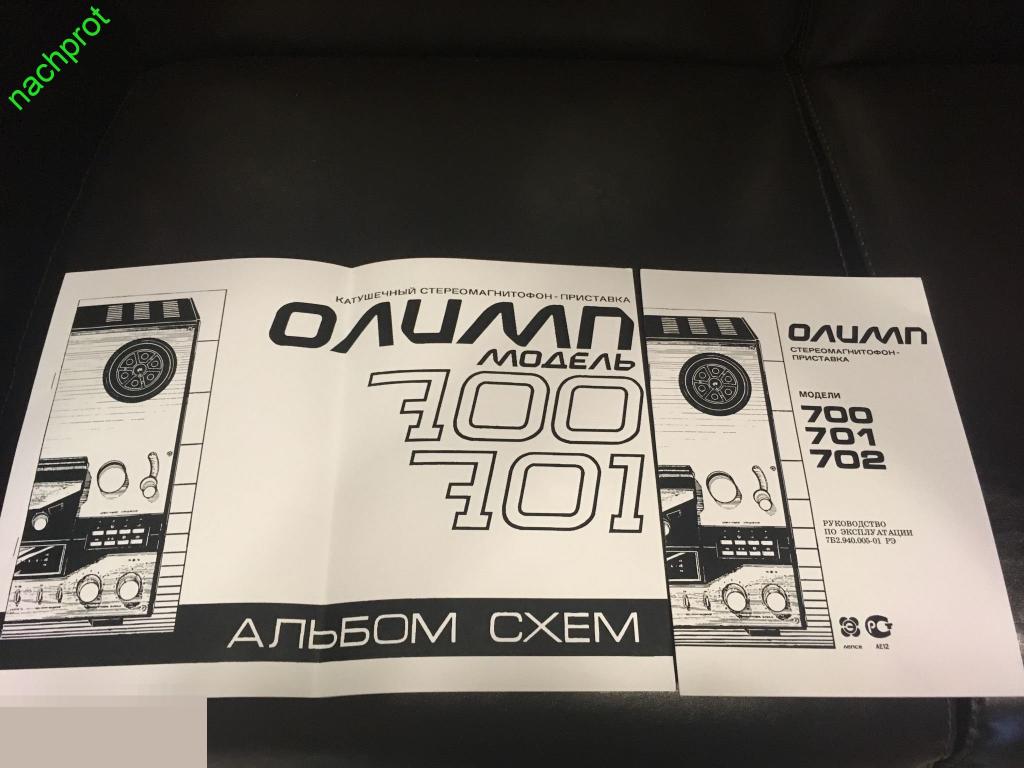 nachprot
КАТУШЕЧНЫЙ СТЕРЕОМАГНИТОФОН-ПРИСТАВКА
ОЛИМП
МОДЕЛЬ
700
701
АЛЬБОМ СХЕМ
ОЛИМП
СТЕРЕОМАГНИТОФОН-
ПРИСТАВКА
МОДЕЛИ
700
701
702
РУКОВОДСТВО
ПО ЭКСПЛУАТАЦИИ
7Б2.940.005-01 РЭ
ЛЕПСЕ
АЕ12